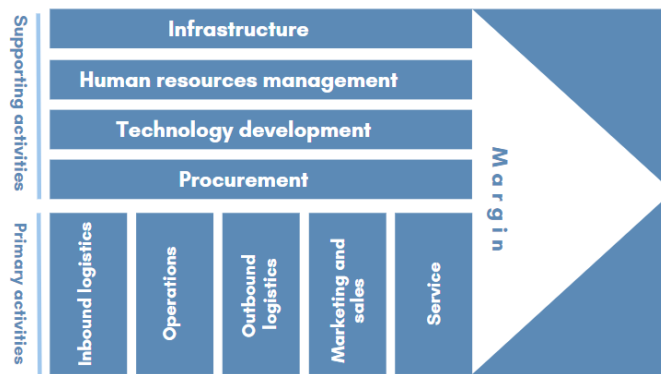 Supporting activities
Infrastructure
Human resources management
Technology development
Procurement
Margin
Primary activities
Inbound logistics
Operations
Outbound
logistics
Marketing and
sales
Service